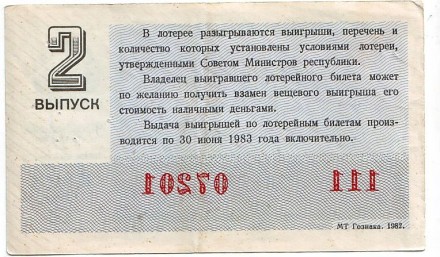 2
ВЫПУСК
В лотерее разыгрываются выигрыши, перечень и
количество которых установлены условиями лотереи,
утвержденными Советом Министров республики.
Владелец выигравшего лотерейного билета может
по желанию получить взамен вещевого выигрыша его
стоимость наличными деньгами.
Выдача выигрышей по лотерейным билетам произ-
водится по 30 июня 1983 года включительно.
07201 111
МТ Гознака. 1982.